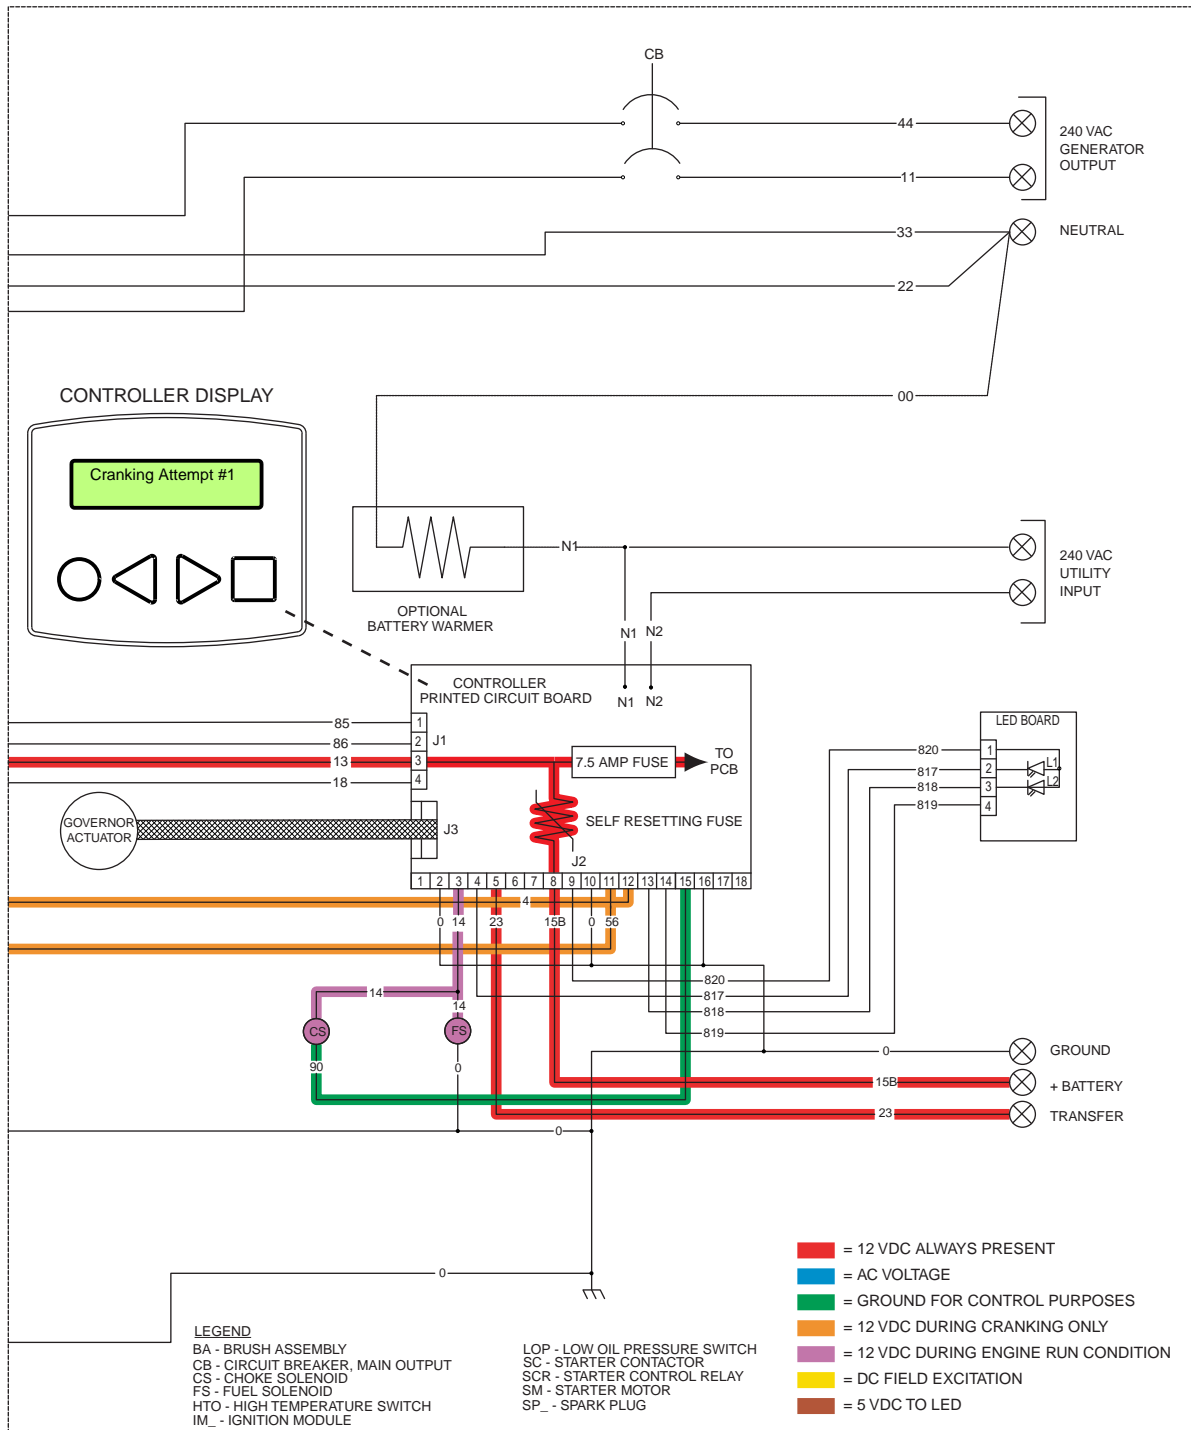 CB
44
240 VAC
GENERATOR
OUTPUT
11
33
NEUTRAL
22
CONTROLLER DISPLAY
00
Cranking Attempt #1
N1
240 VAC
UTILITY
INPUT
OPTIONAL
BATTERY WARMER
N1
N2
CONTROLLER
PRINTED CIRCUIT BOARD
N1
N2
LED BOARD
85
1
86
2
J1
13
3
18
4
7.5 AMP FUSE
TO
PCB
820
1
817
2
L1
818
3
L2
819
4
GOVERNOR
ACTUATOR
J3
SELF RESETTING FUSE
J2
1 2 3 4 5 6 7 8 9 10 11 12 13 14 15 16 17 18
4
0 14 23 15B 0 56
820
817
818
819
14
14
CS
FS
90
0
0
GROUND
15B
+ BATTERY
23
TRANSFER
0
0
= 12 VDC ALWAYS PRESENT
= AC VOLTAGE
= GROUND FOR CONTROL PURPOSES
= 12 VDC DURING CRANKING ONLY
= 12 VDC DURING ENGINE RUN CONDITION
= DC FIELD EXCITATION
= 5 VDC TO LED
LEGEND
BA - BRUSH ASSEMBLY
CB - CIRCUIT BREAKER, MAIN OUTPUT
CS - CHOKE SOLENOID
FS - FUEL SOLENOID
HTO - HIGH TEMPERATURE SWITCH
IM_ - IGNITION MODULE
LOP - LOW OIL PRESSURE SWITCH
SC - STARTER CONTACTOR
SCR - STARTER CONTROL RELAY
SM - STARTER MOTOR
SP_ - SPARK PLUG